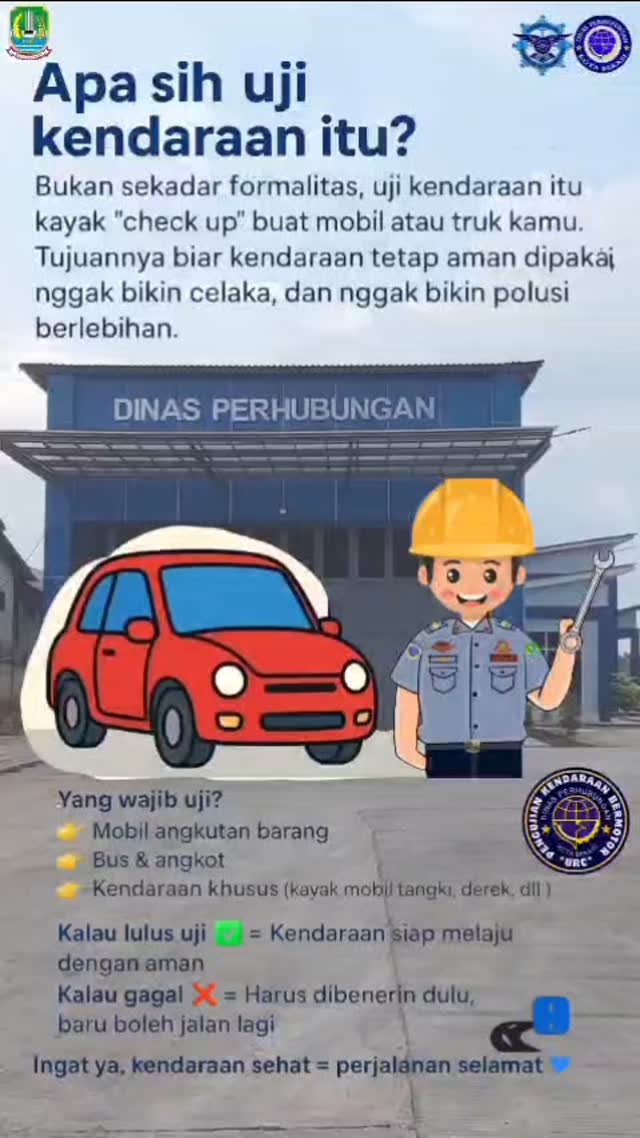 Apa sih uji
kendaraan itu?
Bukan sekadar formalitas, uji kendaraan itu
kayak "check up" buat mobil atau truk kamu.
Tujuannya biar kendaraan tetap aman dipakai,
nggak bikin celaka, dan nggak bikin polusi
berlebihan.
DINAS PERHUBUNGAN
Yang wajib uji?
👉 Mobil angkutan barang
👉 Bus & angkot
👉 Kendaraan khusus (kayak mobil tangki, derek, dll)
PENGUJIAN KENDARAAN BERMOTOR
DINAS PERHUBUNGAN
KOTA BEKASI
Kalau lulus uji ✅ = Kendaraan siap melaju
dengan aman
Kalau gagal ❌ = Harus dibenerin dulu,
baru boleh jalan lagi
Ingat ya, kendaraan sehat = perjalanan selamat 💙